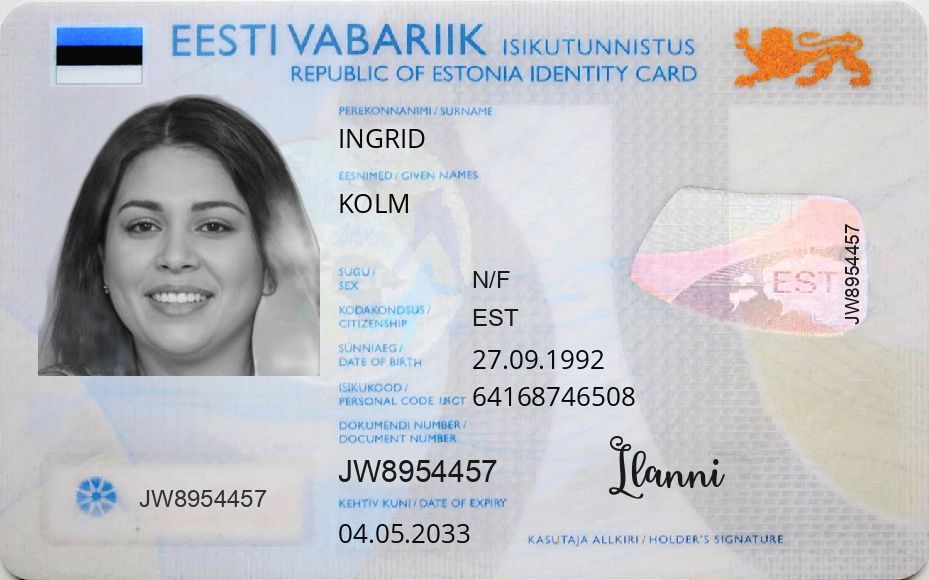 EESTI VABARIIK ISIKUTUNNISTUS
REPUBLIC OF ESTONIA IDENTITY CARD
PEREKONNANIMI / SURNAME
INGRID
EESNIMED / GIVEN NAMES
KOLM
SUGU /
SEX
N/F
KODAKONDSUS /
CITIZENSHIP
EST
SÜNNIAEG /
DATE OF BIRTH
27.09.1992
ISIKUKOOD /
PERSONAL CODE
64168746508
DOKUMENDI NUMBER /
DOCUMENT NUMBER
JW8954457
KEHTIV KUNI / DATE OF EXPIRY
04.05.2033
JW8954457
EST
JW8954457
Ilanni
KASUTAJA ALLKIRI / HOLDER'S SIGNATURE